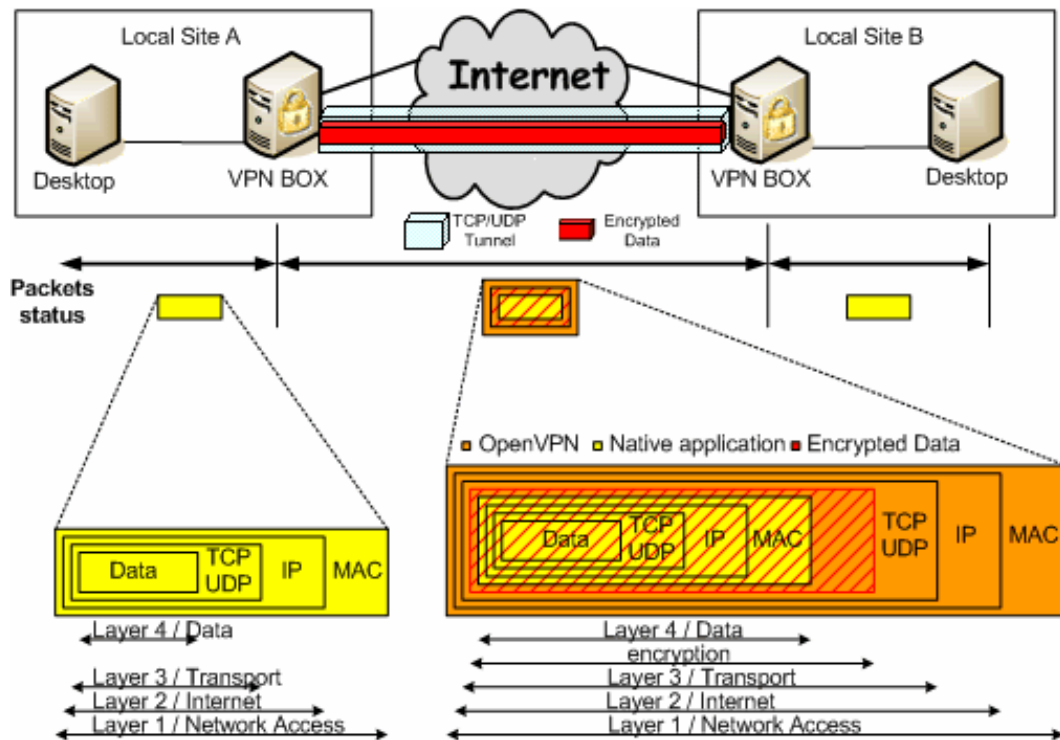 Local Site A
Internet
Local Site B
Desktop
VPN BOX
VPN BOX
Desktop
TCP/UDP
Tunnel
Encrypted
Data
Packets
status
OpenVPN
Native application
Encrypted Data
Data
TCP
UDP
IP
MAC
Data
TCP
UDP
IP
MAC
TCP
UDP
IP
MAC
Layer 4 / Data
Layer 3 / Transport
Layer 2 / Internet
Layer 1 / Network Access
Layer 4 / Data
encryption
Layer 3 / Transport
Layer 2 / Internet
Layer 1 / Network Access